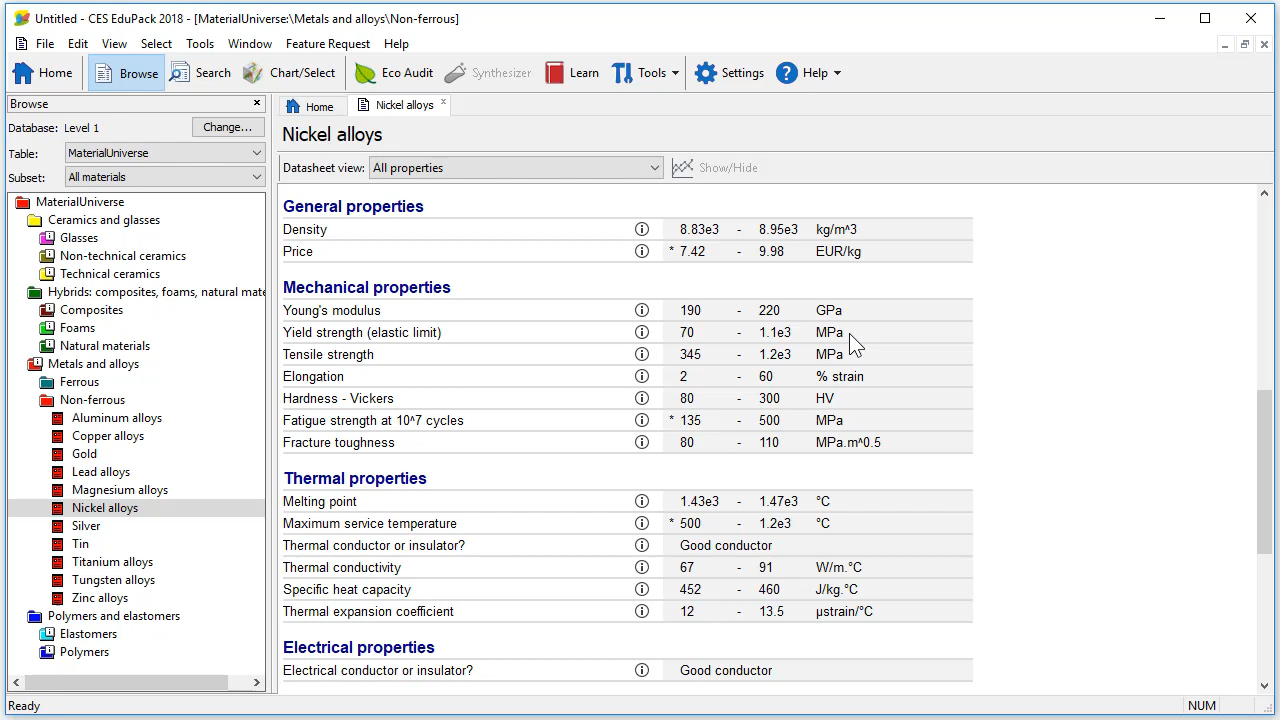 Untitled - CES EduPack 2018 - [MaterialUniverse:\Metals and alloys\Non-ferrous]
File Edit View Select Tools Window Feature Request Help
Home Browse Search Chart/Select Eco Audit Synthesizer Learn Tools Settings Help
Browse
Database: Level 1 Change...
Table: MaterialUniverse
Subset: All materials
MaterialUniverse
Ceramics and glasses
Glasses
Non-technical ceramics
Technical ceramics
Hybrids: composites, foams, natural mate
Composites
Foams
Natural materials
Metals and alloys
Ferrous
Non-ferrous
Aluminum alloys
Copper alloys
Gold
Lead alloys
Magnesium alloys
Nickel alloys
Silver
Tin
Titanium alloys
Tungsten alloys
Zinc alloys
Polymers and elastomers
Elastomers
Polymers
Home Nickel alloys
Nickel alloys
Datasheet view: All properties Show/Hide
General properties
Density 8.83e3 - 8.95e3 kg/m^3
Price * 7.42 - 9.98 EUR/kg
Mechanical properties
Young's modulus 190 - 220 GPa
Yield strength (elastic limit) 70 - 1.1e3 MPa
Tensile strength 345 - 1.2e3 MPa
Elongation 2 - 60 % strain
Hardness - Vickers 80 - 300 HV
Fatigue strength at 10^7 cycles * 135 - 500 MPa
Fracture toughness 80 - 110 MPa.m^0.5
Thermal properties
Melting point 1.43e3 - 1.47e3 °C
Maximum service temperature * 500 - 1.2e3 °C
Thermal conductor or insulator? Good conductor
Thermal conductivity 67 - 91 W/m.°C
Specific heat capacity 452 - 460 J/kg.°C
Thermal expansion coefficient 12 - 13.5 µstrain/°C
Electrical properties
Electrical conductor or insulator? Good conductor
Ready NUM